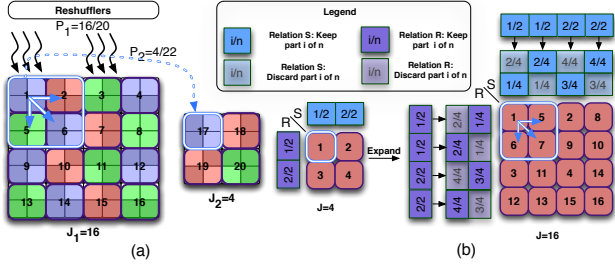 Reshufflers
P1=16/20
P2=4/22
1 2 3 4
5 6 7 8
9 10 11 12
13 14 15 16
J1=16
(a)
17 18
19 20
J2=4
Legend
i/n Relation S: Keep part i of n
i/n Relation R: Keep part i of n
i/n Relation S: Discard part i of n
i/n Relation R: Discard part i of n
S
R
1/2 2/2
1/2
2/2
1 2
3 4
J=4
Expand
1/2 1/2 2/2 2/2
2/4 2/4 4/4 4/4
1/4 1/4 3/4 3/4
S
R
1/2 2/4 1/4
1/2 2/4 1/4
2/2 4/4 3/4
2/2 4/4 3/4
1 5 2 8
6 7 9 10
3 11 4 14
12 13 15 16
J=16
(b)